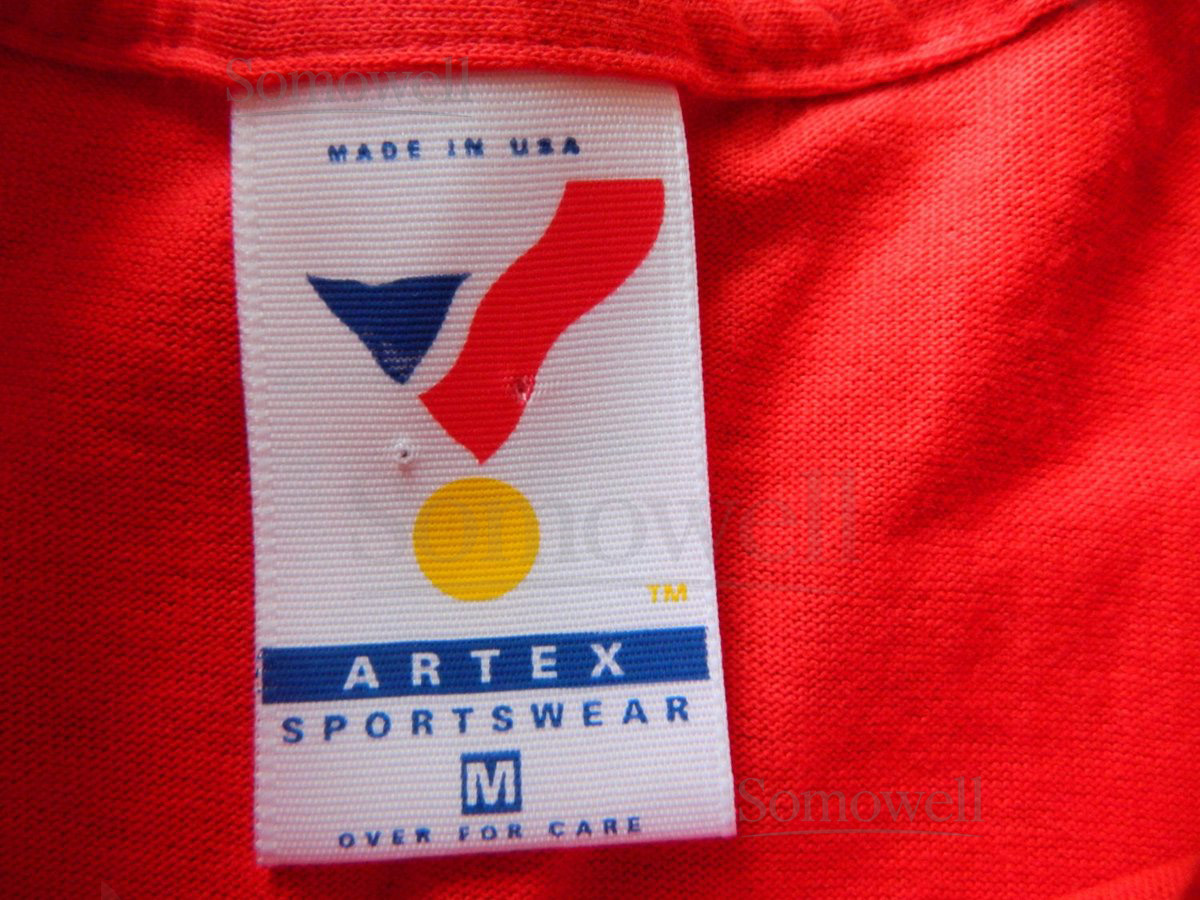 Somowell
MADE IN USA
Somowell
TM
ARTEX
SPORTSWEAR
M
Somowell
OVER FOR CARE